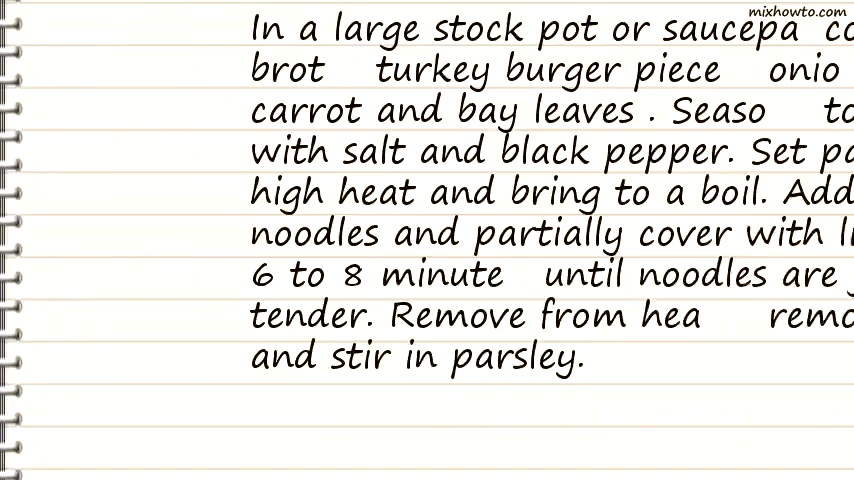 mixhowto.com
In a large stock pot or saucepa co
brot turkey burger piece onio
carrot and bay leaves . Seaso to
with salt and black pepper. Set pa
high heat and bring to a boil. Add
noodles and partially cover with li
6 to 8 minute until noodles are
tender. Remove from hea remo
and stir in parsley.